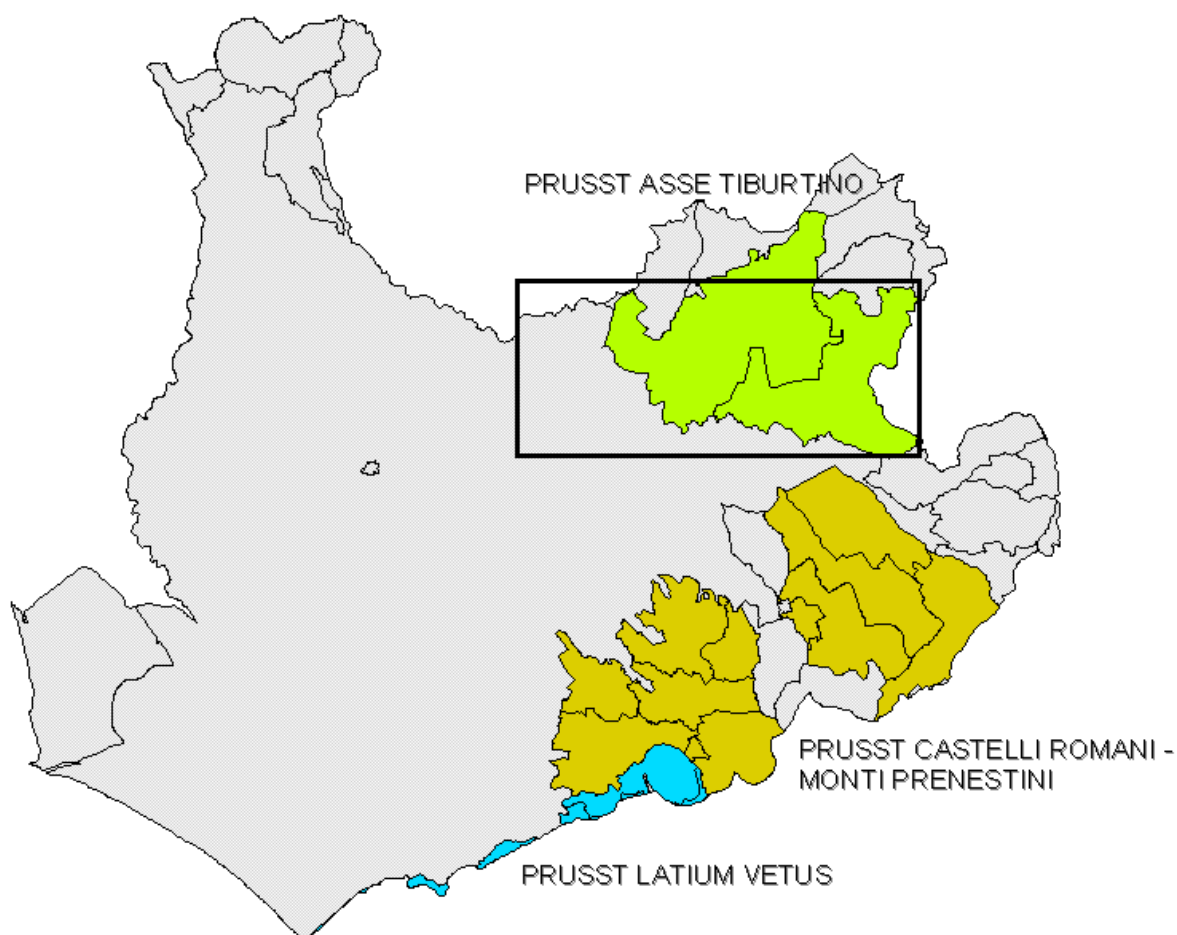 PRUSST ASSE TIBURTINO
PRUSST CASTELLI ROMANI -
MONTI PRENESTINI
PRUSST LATIUM VETUS